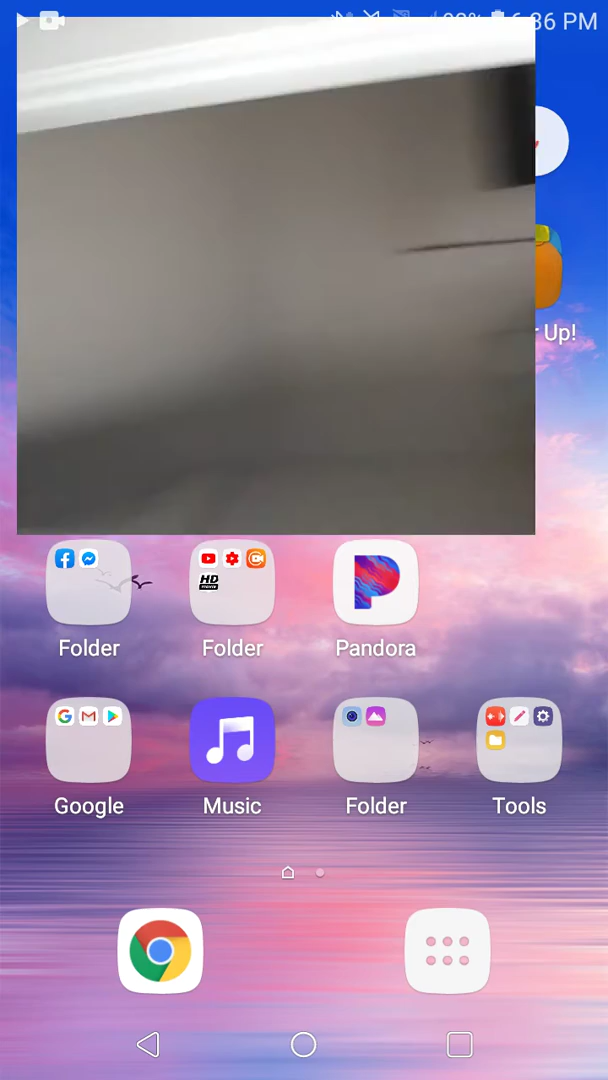 6:36 PM
r Up!
Folder
Folder
Pandora
HD
Google
Music
Folder
Tools